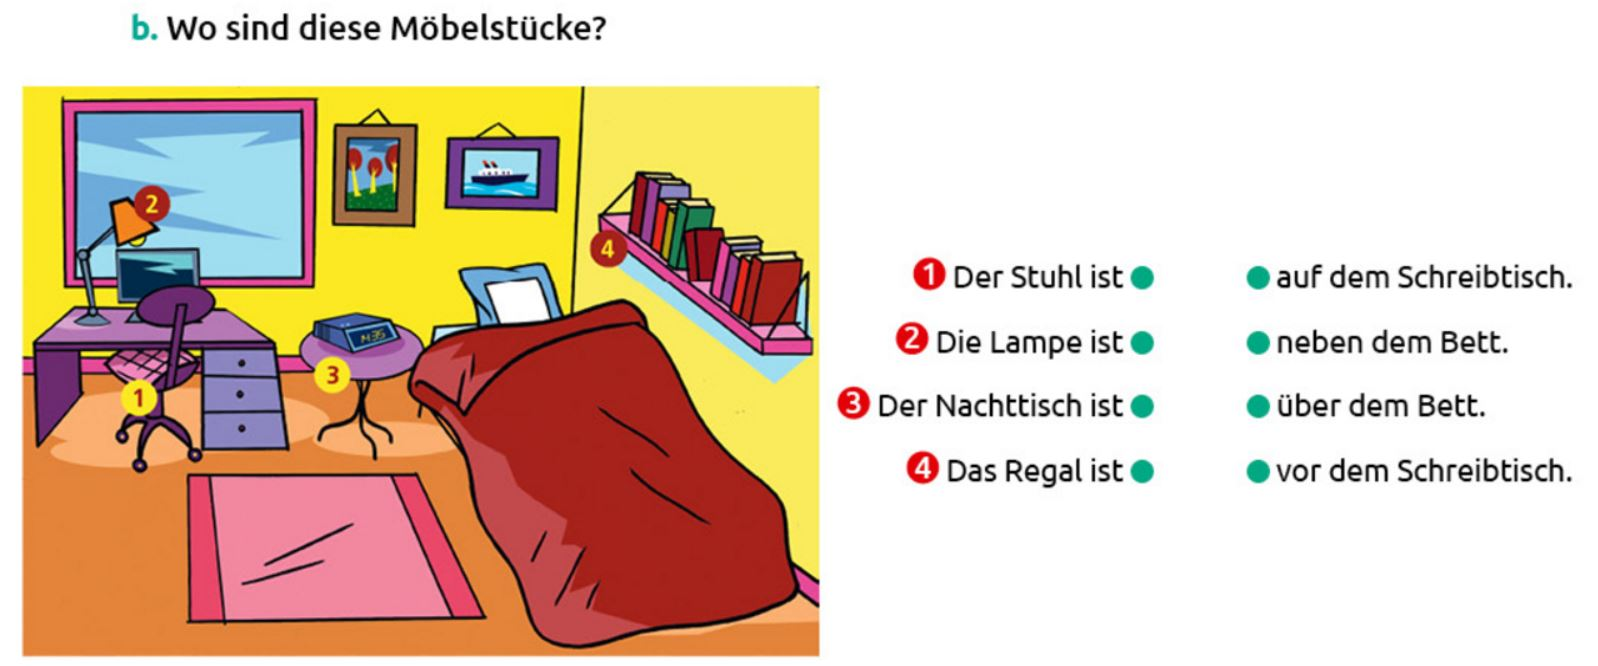 b. Wo sind diese Möbelstücke?
2
4
3
1
1 Der Stuhl ist
auf dem Schreibtisch.
2 Die Lampe ist
neben dem Bett.
3 Der Nachttisch ist
über dem Bett.
4 Das Regal ist
vor dem Schreibtisch.